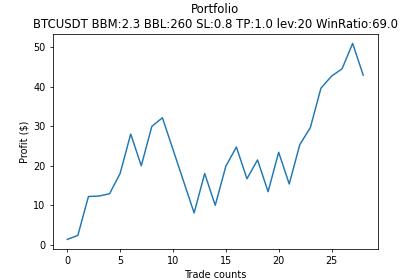 Portfolio
BTCUSDT BBM:2.3 BBL:260 SL:0.8 TP:1.0 lev:20 WinRatio:69.0
50
40
30
20
10
0
Profit ($)
0 5 10 15 20 25
Trade counts